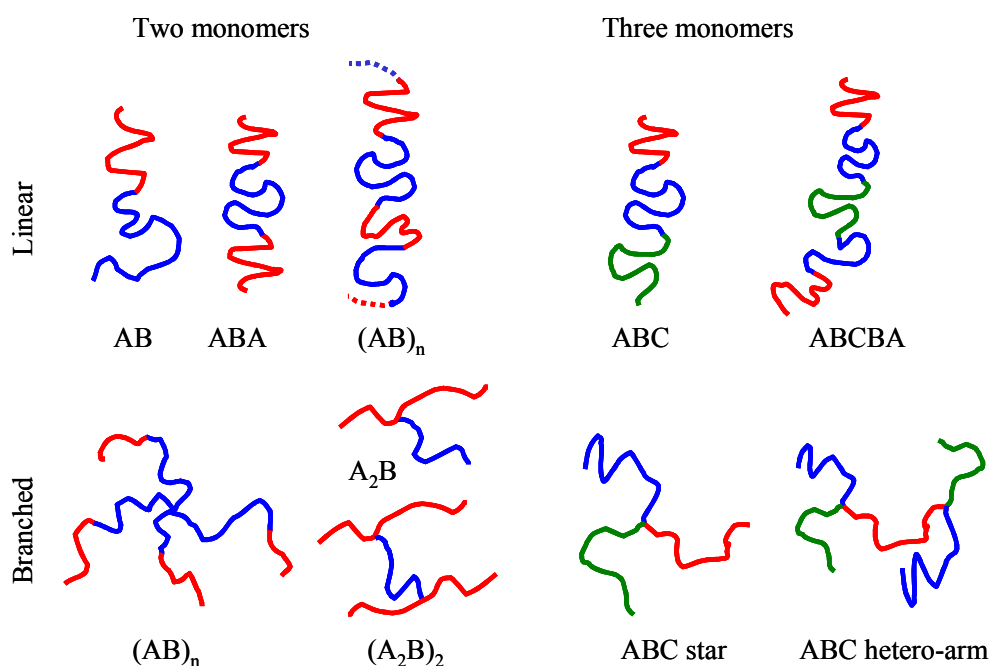 Two monomers
Three monomers
Linear
AB
ABA
(AB)n
ABC
ABCBA
Branched
A2B
(AB)n
(A2B)2
ABC star
ABC hetero-arm